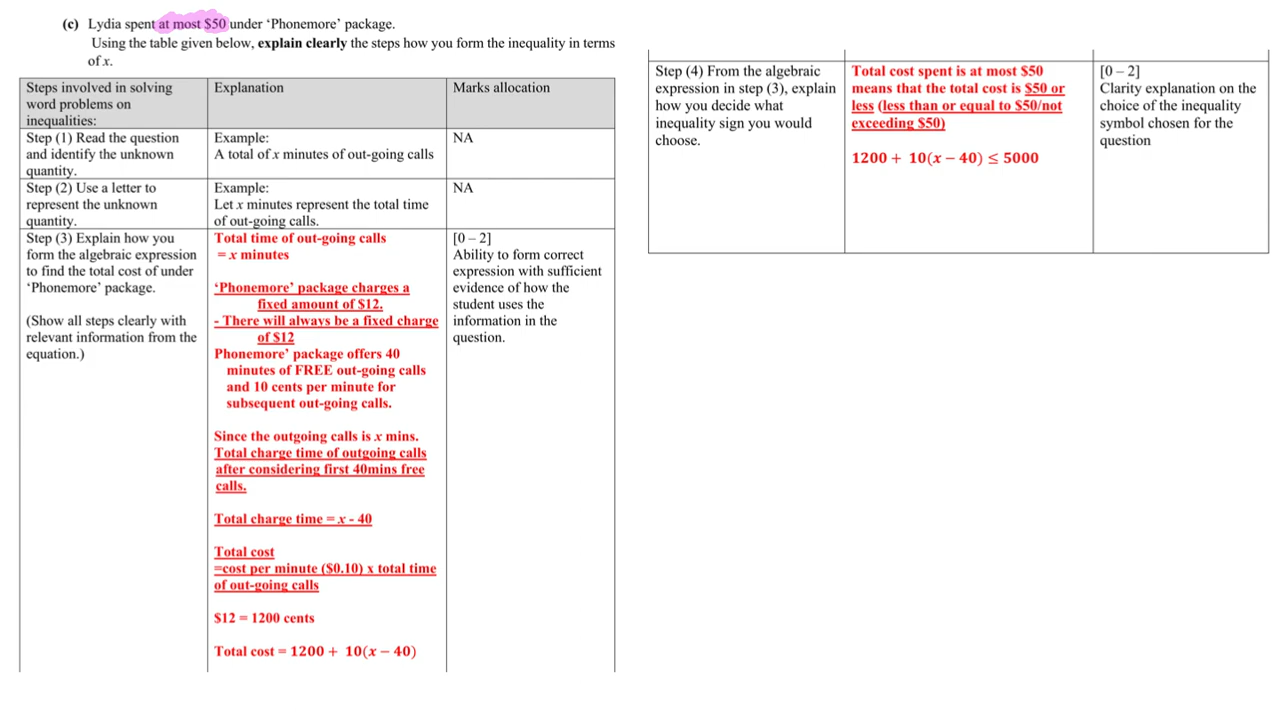 (c) Lydia spent at most $50 under ‘Phonemore’ package.
Using the table given below, explain clearly the steps how you form the inequality in terms
of x.
Steps involved in solving
word problems on
inequalities:
Explanation
Marks allocation
Step (1) Read the question
and identify the unknown
quantity.
Example:
A total of x minutes of out-going calls
NA
Step (2) Use a letter to
represent the unknown
quantity.
Example:
Let x minutes represent the total time
of out-going calls.
NA
Step (3) Explain how you
form the algebraic expression
to find the total cost of under
‘Phonemore’ package.
(Show all steps clearly with
relevant information from the
equation.)
Total time of out-going calls
= x minutes
‘Phonemore’ package charges a
fixed amount of $12.
- There will always be a fixed charge
of $12
Phonemore’ package offers 40
minutes of FREE out-going calls
and 10 cents per minute for
subsequent out-going calls.
Since the outgoing calls is x mins.
Total charge time of outgoing calls
after considering first 40mins free
calls.
Total charge time = x - 40
Total cost
=cost per minute ($0.10) x total time
of out-going calls
$12 = 1200 cents
Total cost = 1200 + 10(x − 40)
[0 – 2]
Ability to form correct
expression with sufficient
evidence of how the
student uses the
information in the
question.
Step (4) From the algebraic
expression in step (3), explain
how you decide what
inequality sign you would
choose.
Total cost spent is at most $50
means that the total cost is $50 or
less (less than or equal to $50/not
exceeding $50)
1200 + 10(x − 40) ≤ 5000
[0 – 2]
Clarity explanation on the
choice of the inequality
symbol chosen for the
question